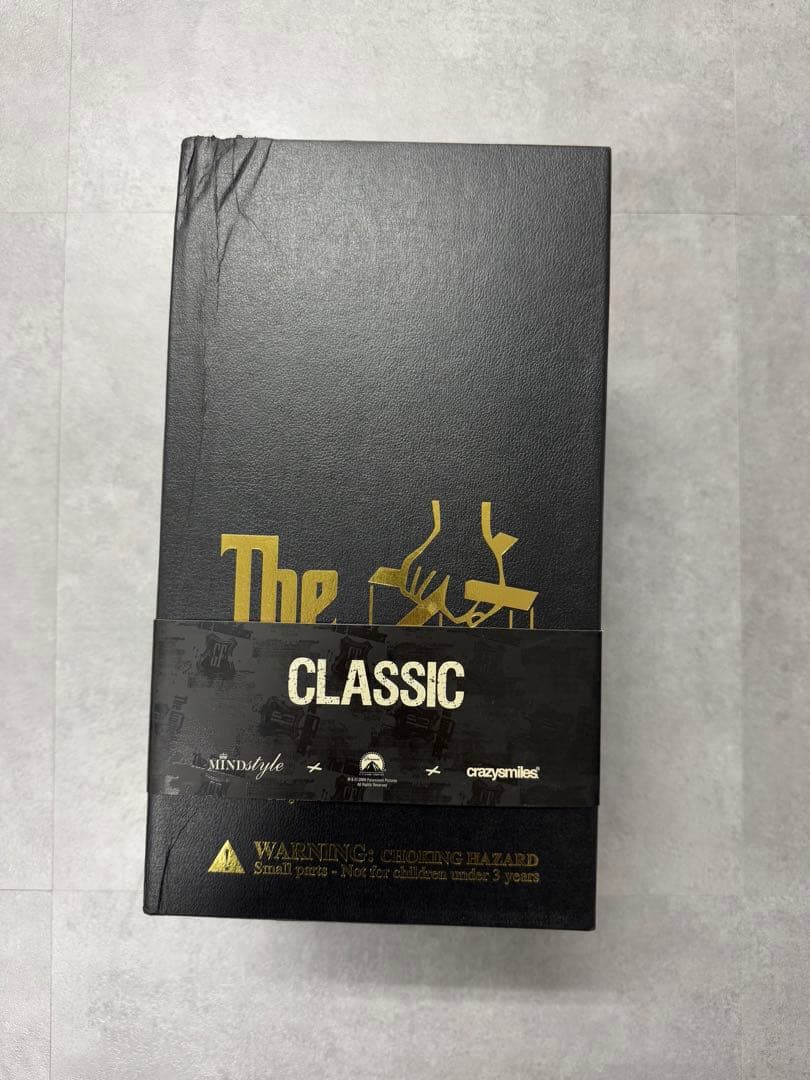 The
CLASSIC
MINDstyle
crazysmiles
WARNING: CHOKING HAZARD
Small parts - Not for children under 3 years